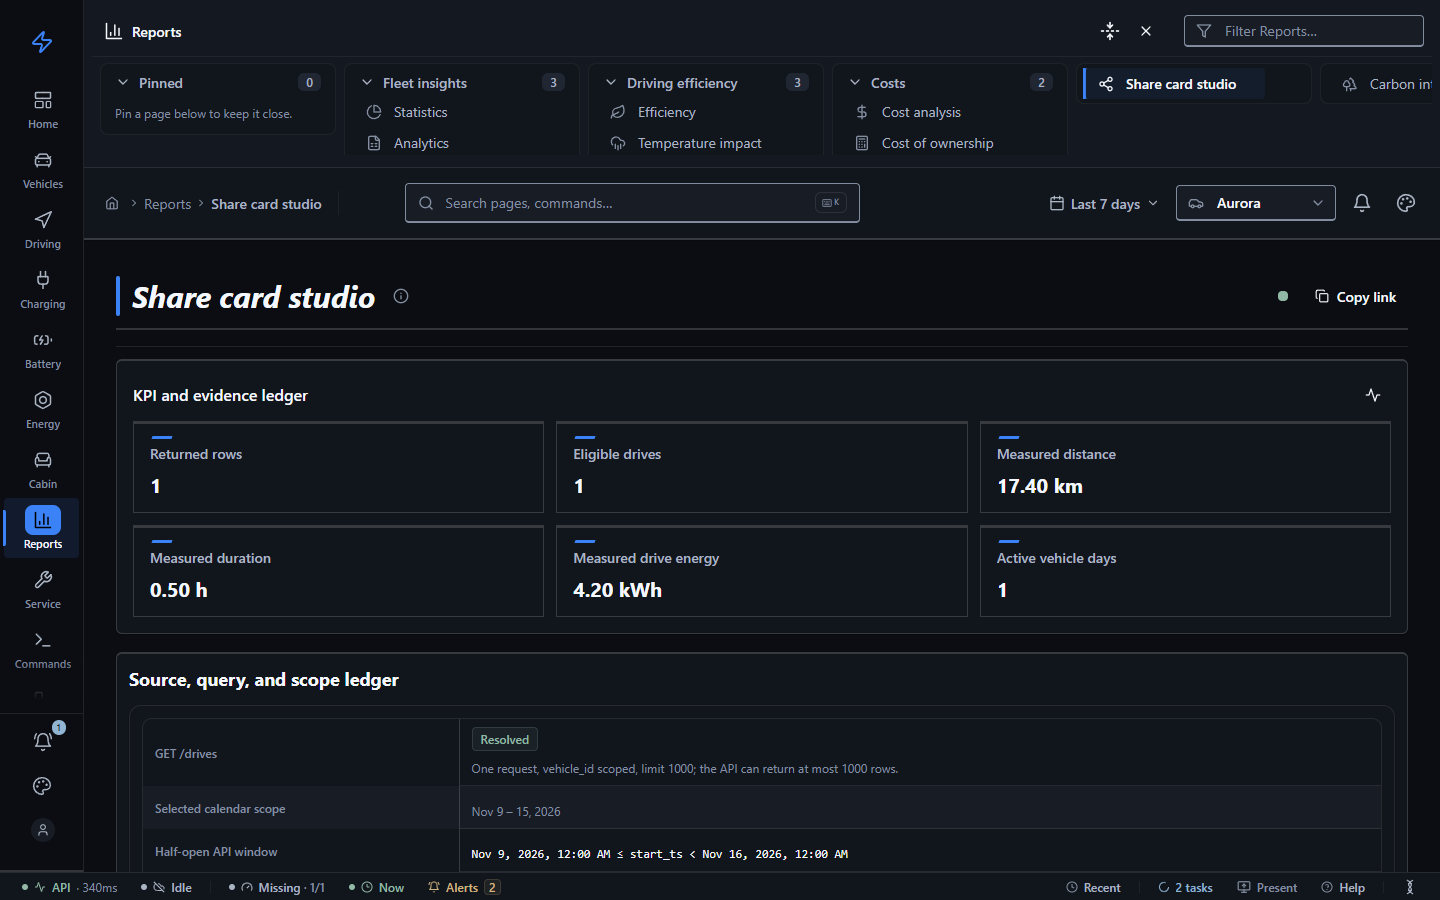 Reports
Filter Reports...
Pinned
0
Pin a page below to keep it close.
Fleet insights
3
Statistics
Analytics
Driving efficiency
3
Efficiency
Temperature impact
Costs
2
Cost analysis
Cost of ownership
Share card studio
Carbon in
Home
Vehicles
Driving
Charging
Battery
Energy
Cabin
Reports
Service
Commands
1
Reports
Share card studio
Search pages, commands...
K
Last 7 days
Aurora
Share card studio
Copy link
KPI and evidence ledger
Returned rows
1
Eligible drives
1
Measured distance
17.40 km
Measured duration
0.50 h
Measured drive energy
4.20 kWh
Active vehicle days
1
Source, query, and scope ledger
GET /drives
Resolved
One request, vehicle_id scoped, limit 1000; the API can return at most 1000 rows.
Selected calendar scope
Nov 9 – 15, 2026
Half-open API window
Nov 9, 2026, 12:00 AM ≤ start_ts < Nov 16, 2026, 12:00 AM
API · 340ms
Idle
Missing · 1/1
Now
Alerts 2
Recent
2 tasks
Present
Help